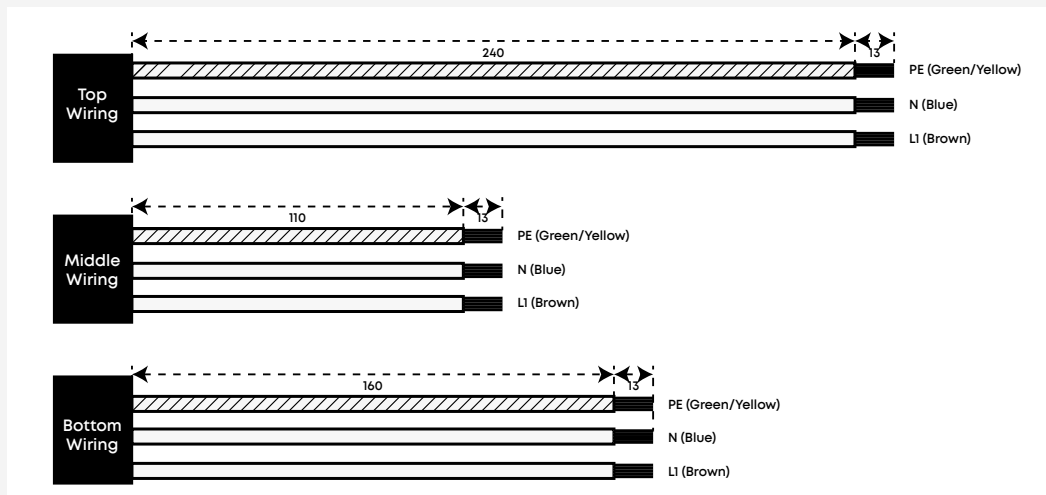 240
13
Top
Wiring
PE (Green/Yellow)
N (Blue)
L1 (Brown)
110
13
Middle
Wiring
PE (Green/Yellow)
N (Blue)
L1 (Brown)
160
13
Bottom
Wiring
PE (Green/Yellow)
N (Blue)
L1 (Brown)